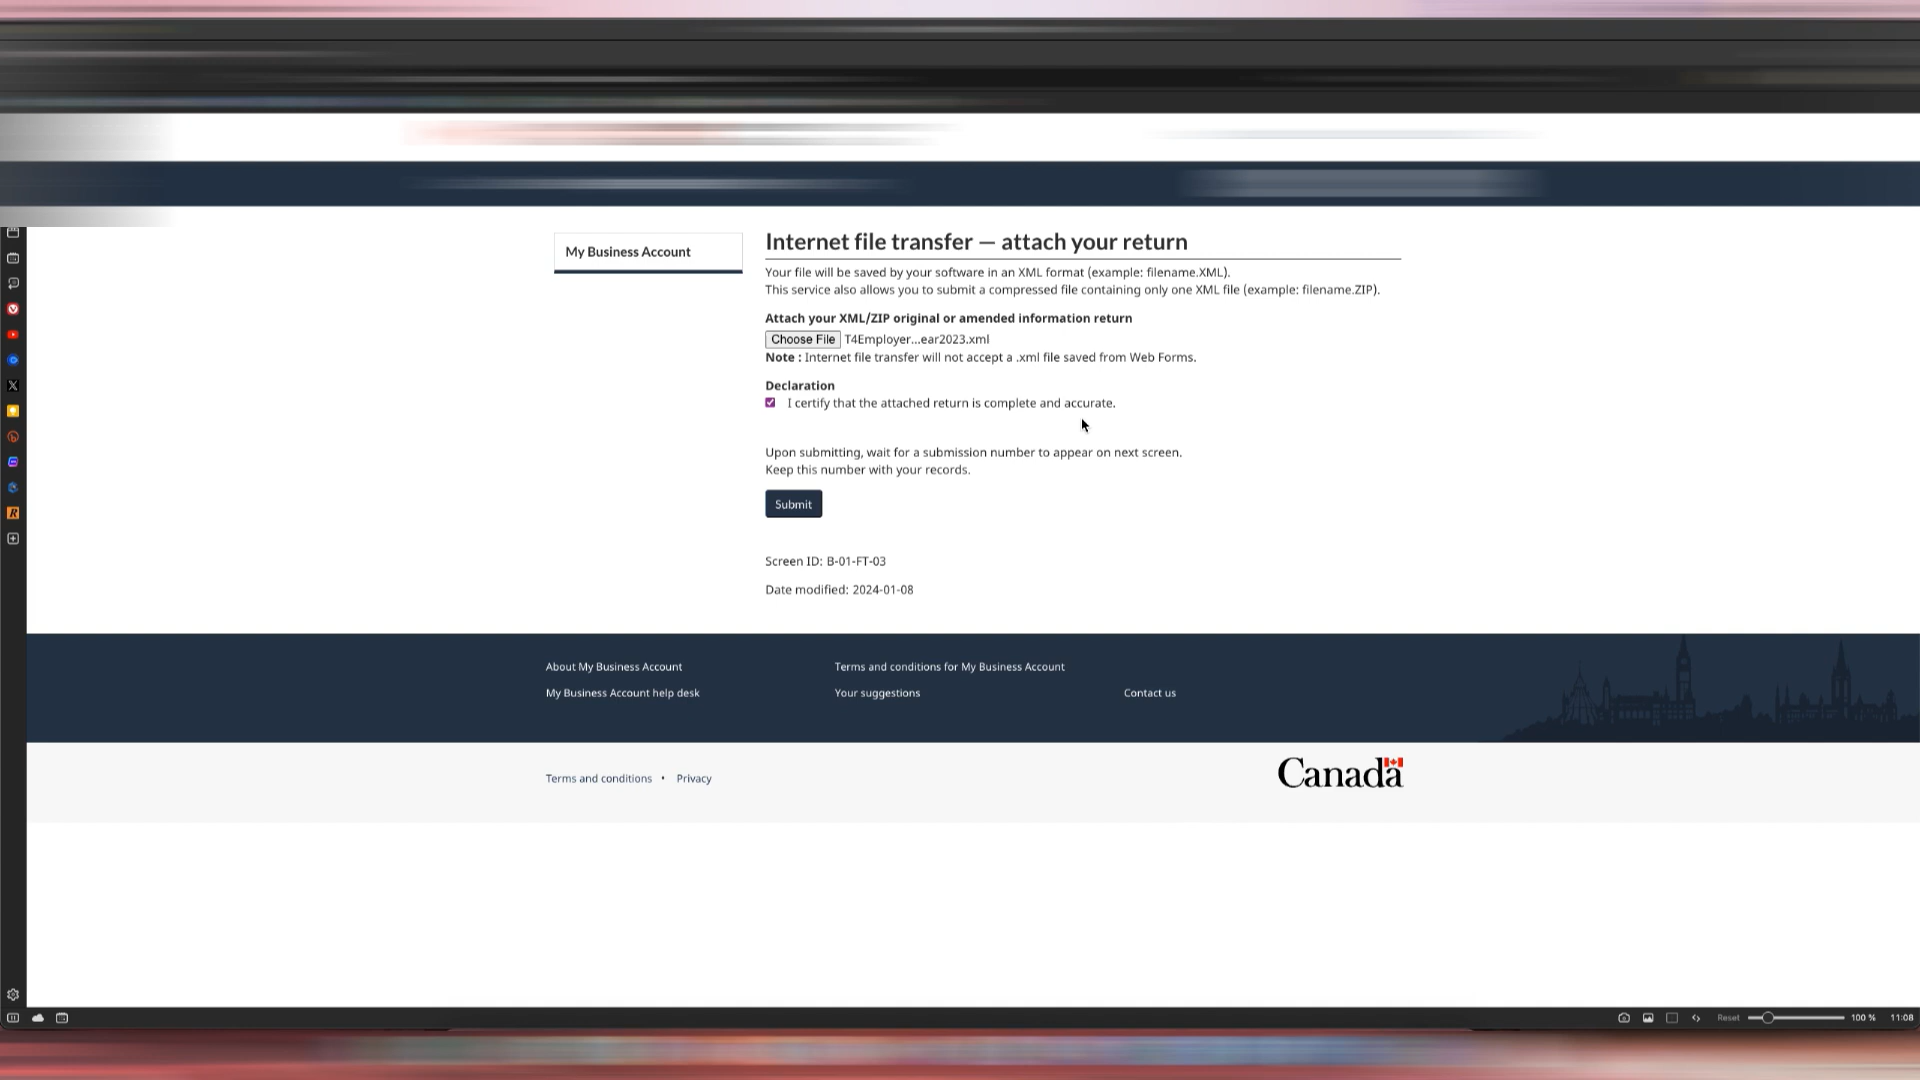 My Business Account
Internet file transfer — attach your return
Your file will be saved by your software in an XML format (example: filename.XML).
This service also allows you to submit a compressed file containing only one XML file (example: filename.ZIP).
Attach your XML/ZIP original or amended information return
Choose File T4Employer...ear2023.xml
Note : Internet file transfer will not accept a .xml file saved from Web Forms.
Declaration
I certify that the attached return is complete and accurate.
Upon submitting, wait for a submission number to appear on next screen.
Keep this number with your records.
Submit
Screen ID: B-01-FT-03
Date modified: 2024-01-08
About My Business Account
Terms and conditions for My Business Account
My Business Account help desk
Your suggestions
Contact us
Terms and conditions • Privacy
Canada
Reset 100 % 11:08